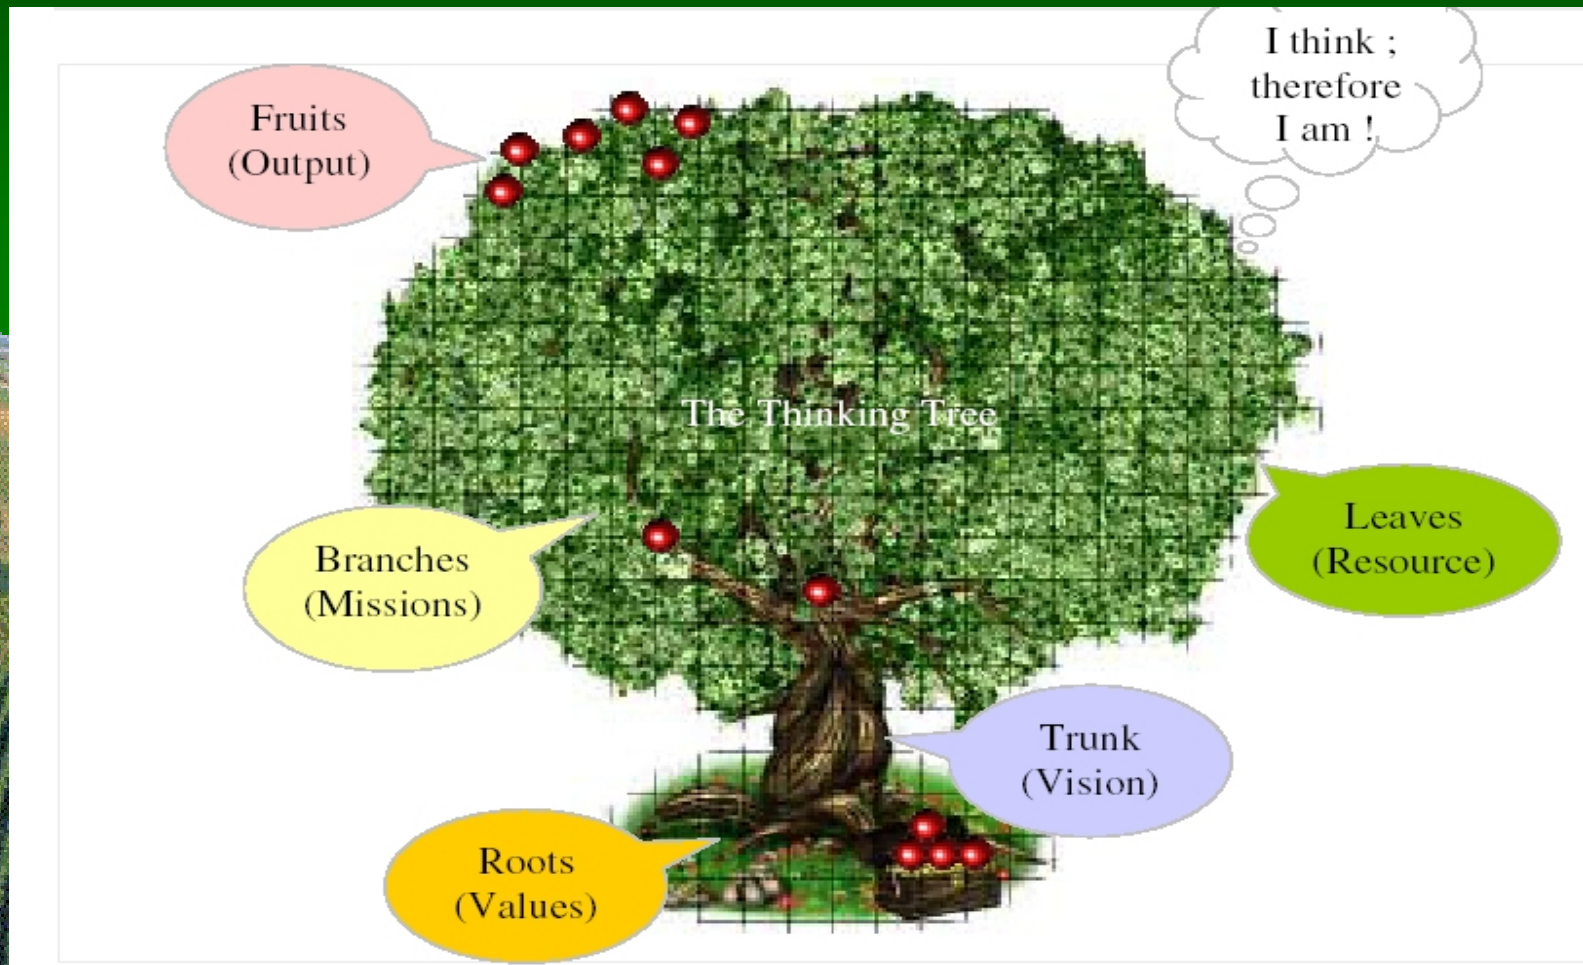 I think ;
therefore
I am !
Fruits
(Output)
The Thinking Tree
Leaves
(Resource)
Branches
(Missions)
Trunk
(Vision)
Roots
(Values)